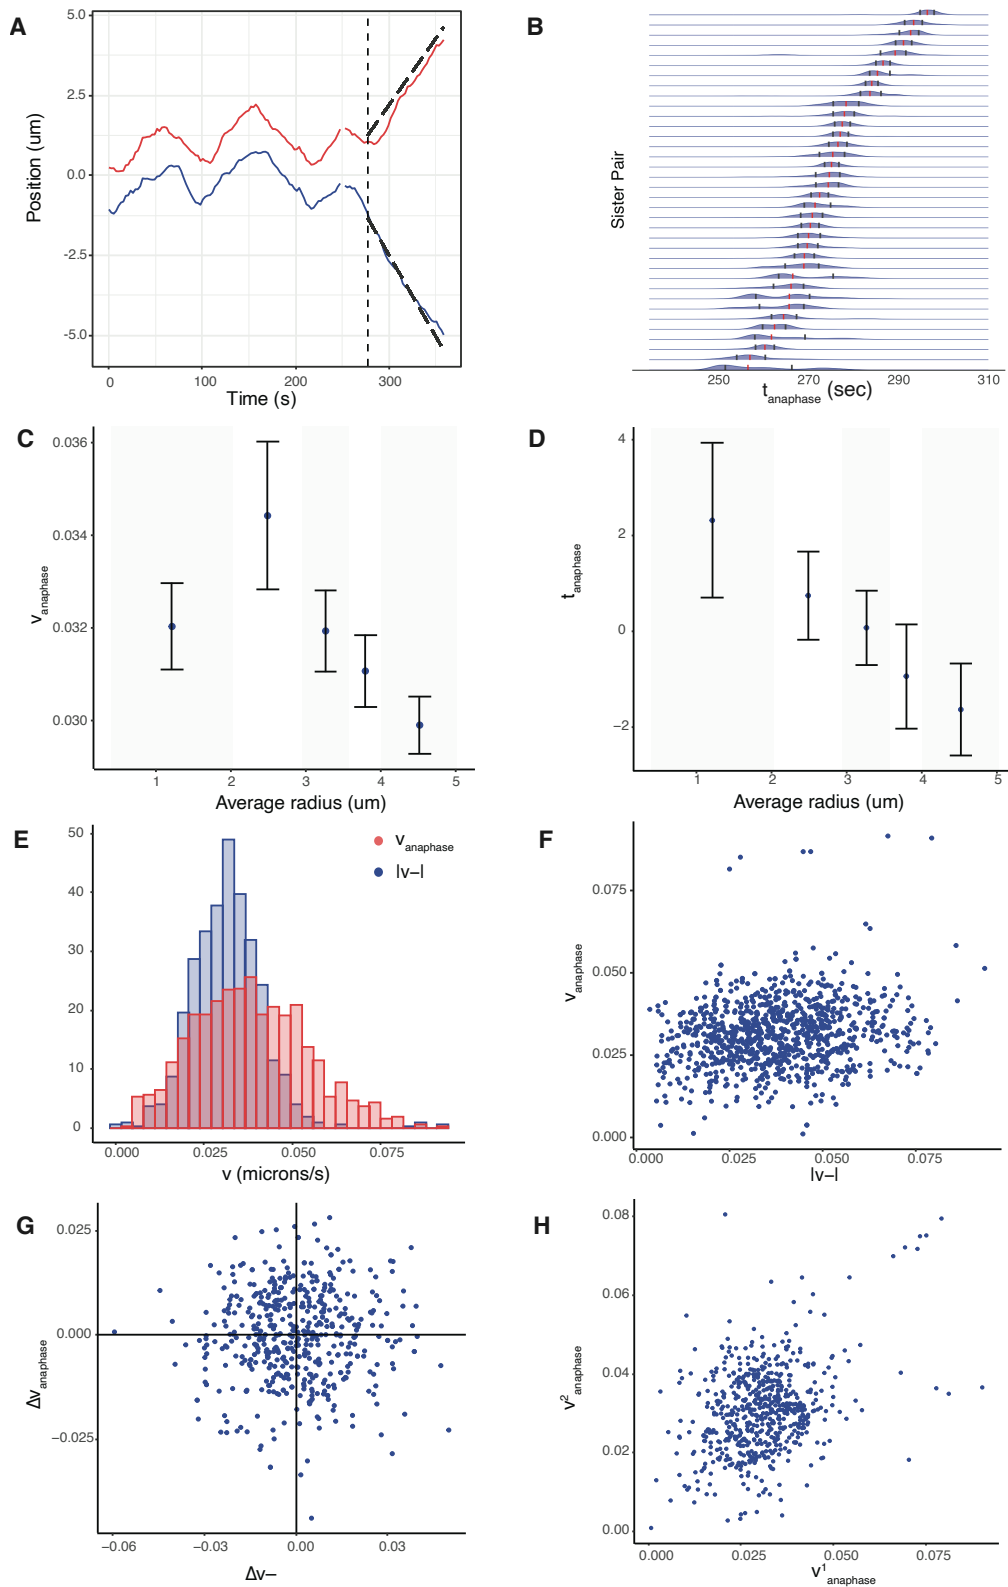 A
5.0
2.5
0.0
-2.5
-5.0
Position (um)
0 100 200 300
Time (s)
B
Sister Pair
250 270 290 310
tanaphase (sec)
C
0.036
0.034
0.032
0.030
vanaphase
1 2 3 4 5
Average radius (um)
D
4
2
0
−2
tanaphase
1 2 3 4 5
Average radius (um)
E
50
40
30
20
10
0
vanaphase
|v−|
0.000 0.025 0.050 0.075
v (microns/s)
F
0.075
0.050
0.025
0.000
vanaphase
0.000 0.025 0.050 0.075
|v−|
G
0.025
0.000
−0.025
Δvanaphase
−0.06 −0.03 0.00 0.03
Δv−
H
0.08
0.06
0.04
0.02
0.00
v²anaphase
0.000 0.025 0.050 0.075
v¹anaphase